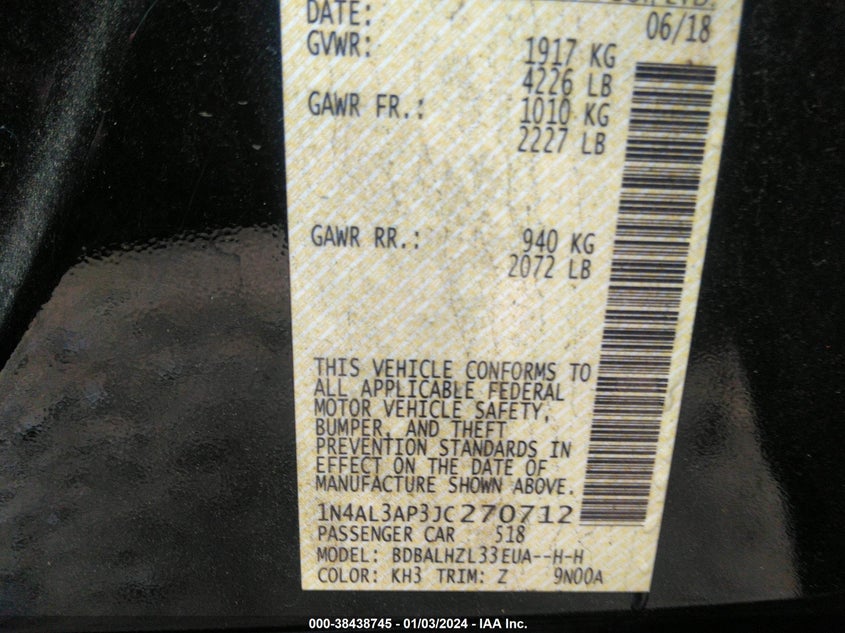 LTD.
DATE:
06/18
GVWR:
1917 KG
4226 LB
GAWR FR.:
1010 KG
2227 LB
GAWR RR.:
940 KG
2072 LB
THIS VEHICLE CONFORMS TO
ALL APPLICABLE FEDERAL
MOTOR VEHICLE SAFETY,
BUMPER, AND THEFT
PREVENTION STANDARDS IN
EFFECT ON THE DATE OF
MANUFACTURE SHOWN ABOVE.
1N4AL3AP3JC270712
PASSENGER CAR 518
MODEL: BDBALHZL33EUA--H-H
COLOR: KH3 TRIM: Z 9N00A
000-38438745 - 01/03/2024 - IAA Inc.